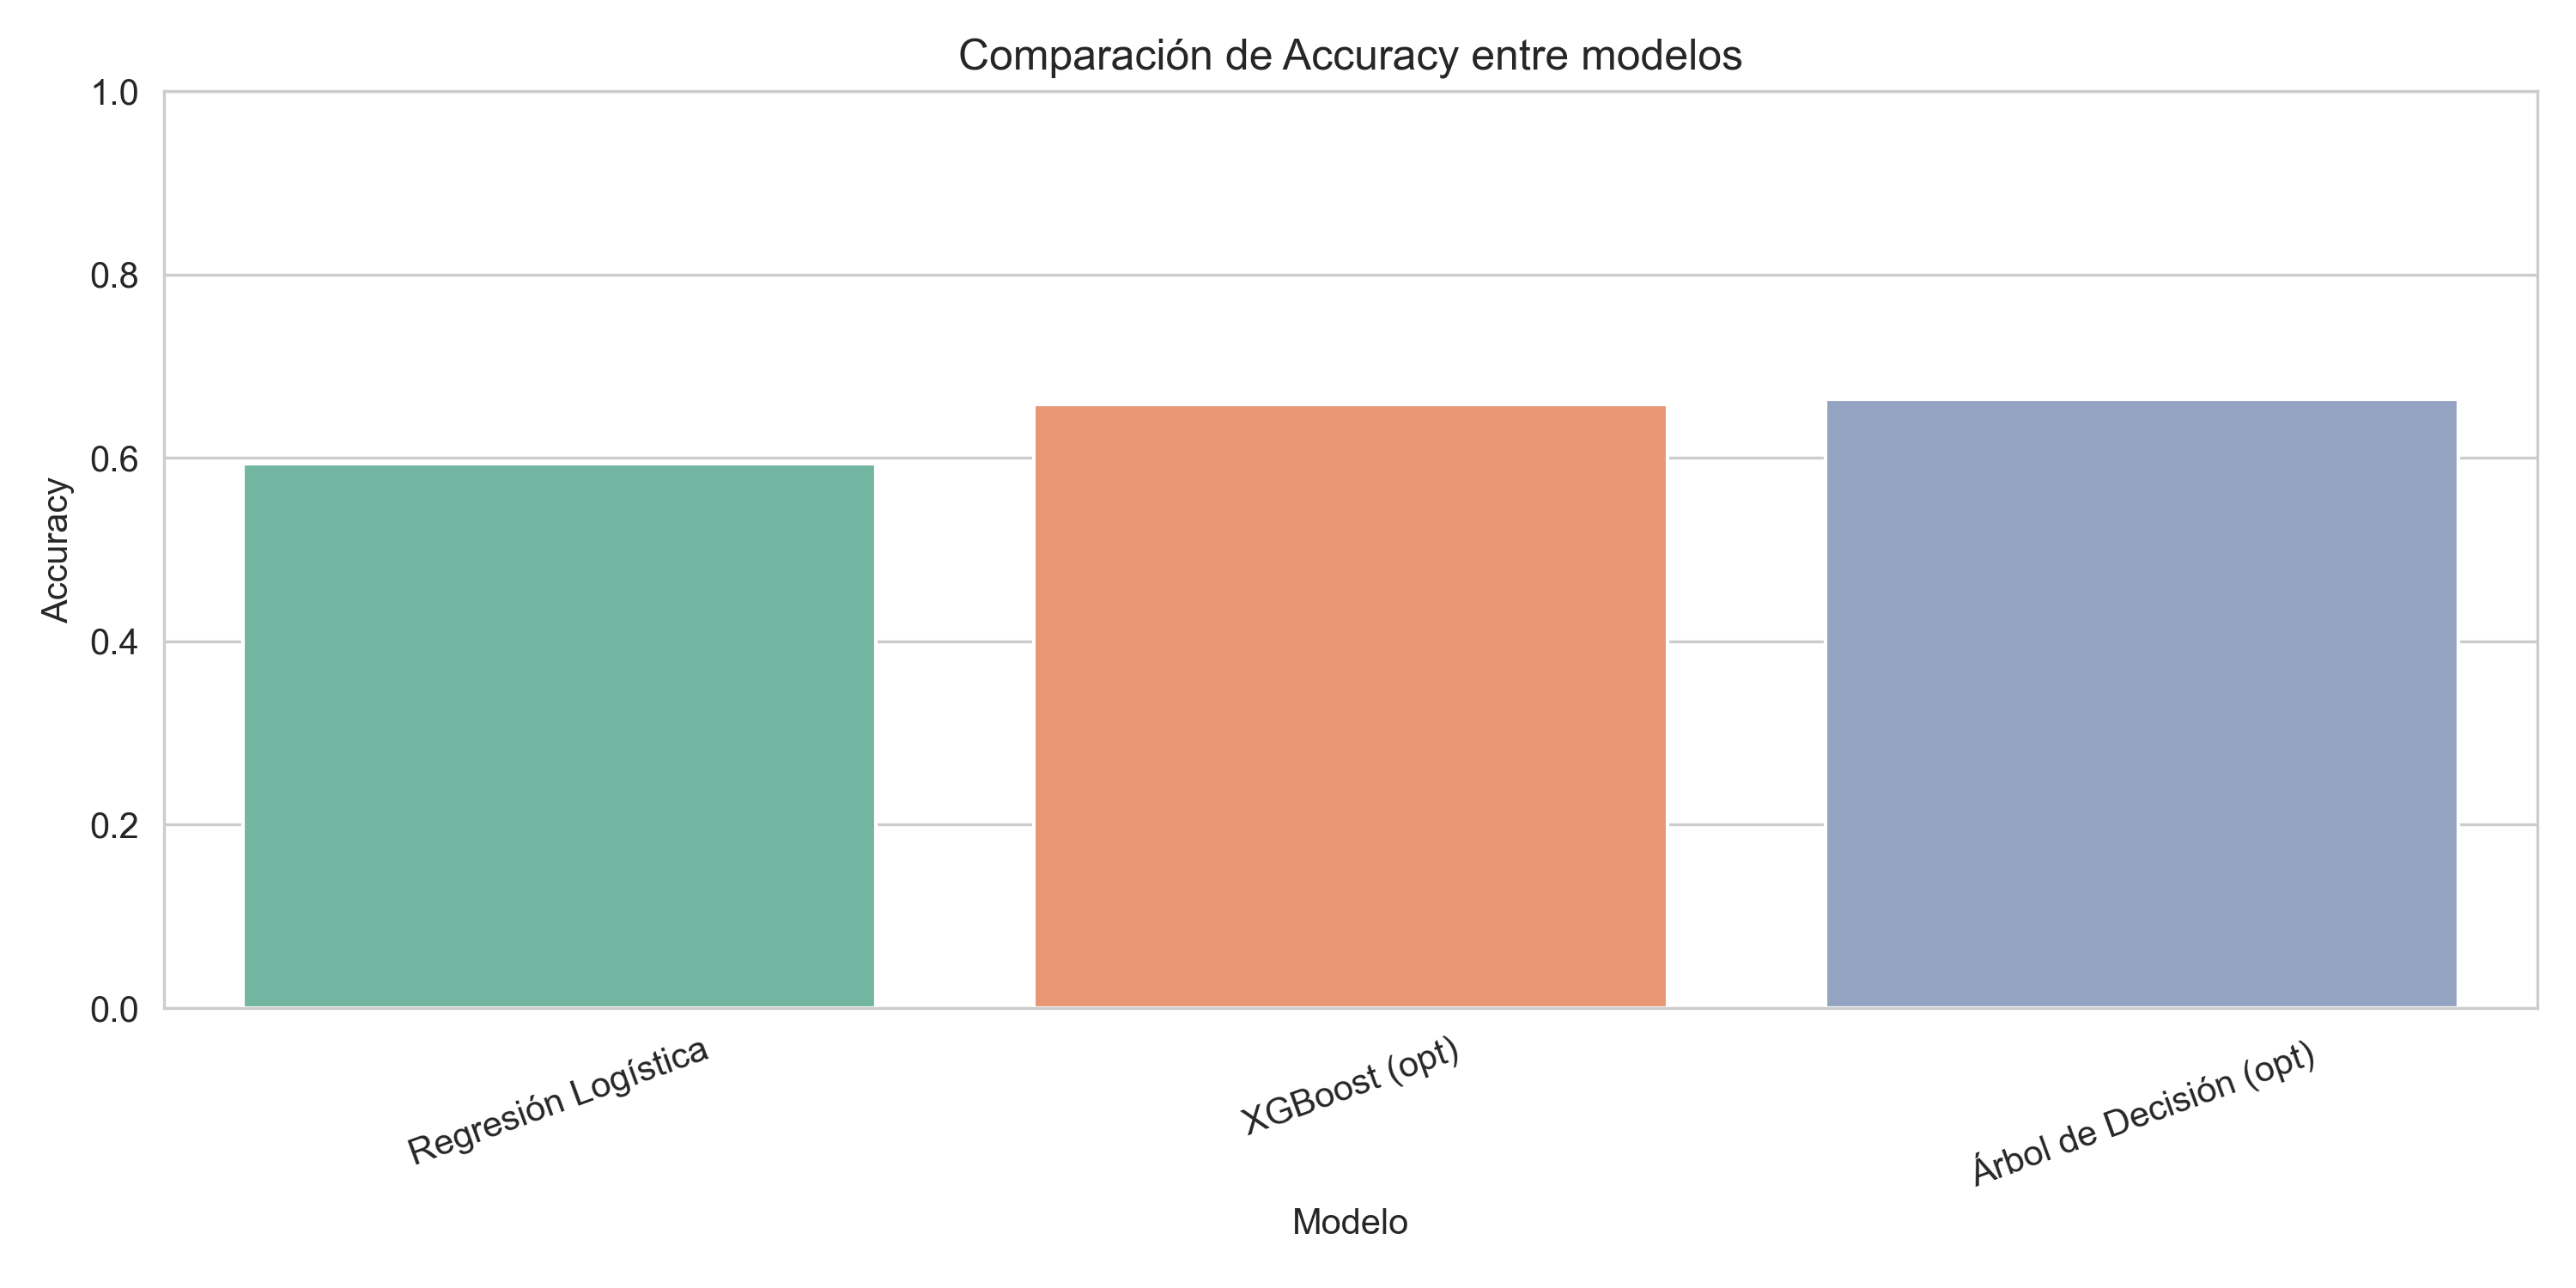 Comparación de Accuracy entre modelos
1.0
0.8
0.6
0.4
0.2
0.0
Accuracy
Regresión Logística
XGBoost (opt)
Árbol de Decisión (opt)
Modelo